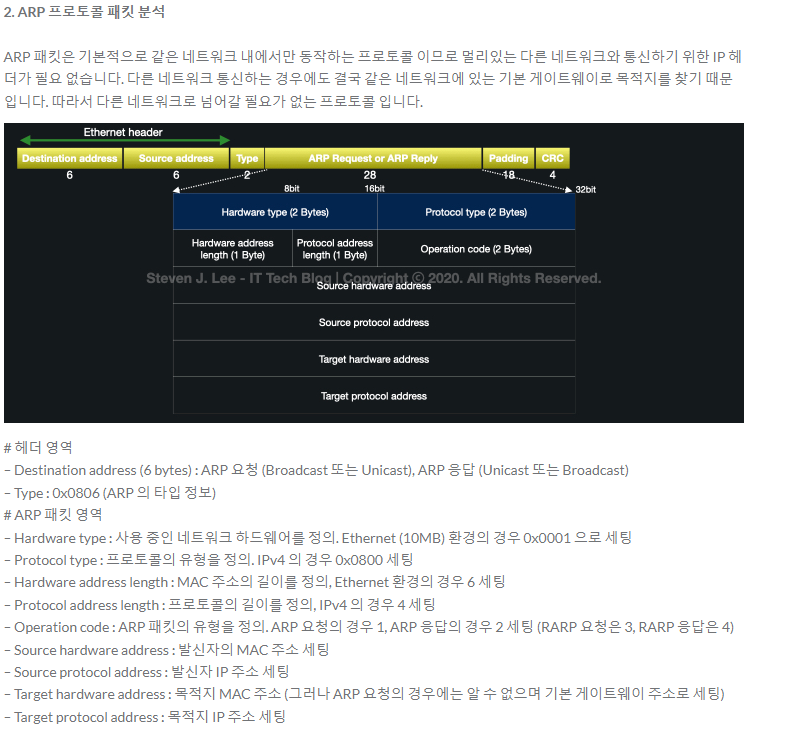 2. ARP 프로토콜 패킷 분석
ARP 패킷은 기본적으로 같은 네트워크 내에서만 동작하는 프로토콜 이므로 멀리있는 다른 네트워크와 통신하기 위한 IP 헤
더가 필요 없습니다. 다른 네트워크 통신하는 경우에도 결국 같은 네트워크에 있는 기본 게이트웨이로 목적지를 찾기 때문
입니다. 따라서 다른 네트워크로 넘어갈 필요가 없는 프로토콜 입니다.
Ethernet header
Destination address Source address Type ARP Request or ARP Reply Padding CRC
6 6 2 28 18 4
8bit 16bit 32bit
Hardware type (2 Bytes) Protocol type (2 Bytes)
Hardware address Protocol address
length (1 Byte) length (1 Byte) Operation code (2 Bytes)
Steven J. Lee - IT Tech Blog | Copyright © 2020. All Rights Reserved.
Source hardware address
Source protocol address
Target hardware address
Target protocol address
# 헤더 영역
– Destination address (6 bytes) : ARP 요청 (Broadcast 또는 Unicast), ARP 응답 (Unicast 또는 Broadcast)
– Type : 0x0806 (ARP 의 타입 정보)
# ARP 패킷 영역
– Hardware type : 사용 중인 네트워크 하드웨어를 정의. Ethernet (10MB) 환경의 경우 0x0001 으로 세팅
– Protocol type : 프로토콜의 유형을 정의. IPv4 의 경우 0x0800 세팅
– Hardware address length : MAC 주소의 길이를 정의, Ethernet 환경의 경우 6 세팅
– Protocol address length : 프로토콜의 길이를 정의, IPv4 의 경우 4 세팅
– Operation code : ARP 패킷의 유형을 정의. ARP 요청의 경우 1, ARP 응답의 경우 2 세팅 (RARP 요청은 3, RARP 응답은 4)
– Source hardware address : 발신자의 MAC 주소 세팅
– Source protocol address : 발신자 IP 주소 세팅
– Target hardware address : 목적지 MAC 주소 (그러나 ARP 요청의 경우에는 알 수 없으며 기본 게이트웨이 주소로 세팅)
– Target protocol address : 목적지 IP 주소 세팅